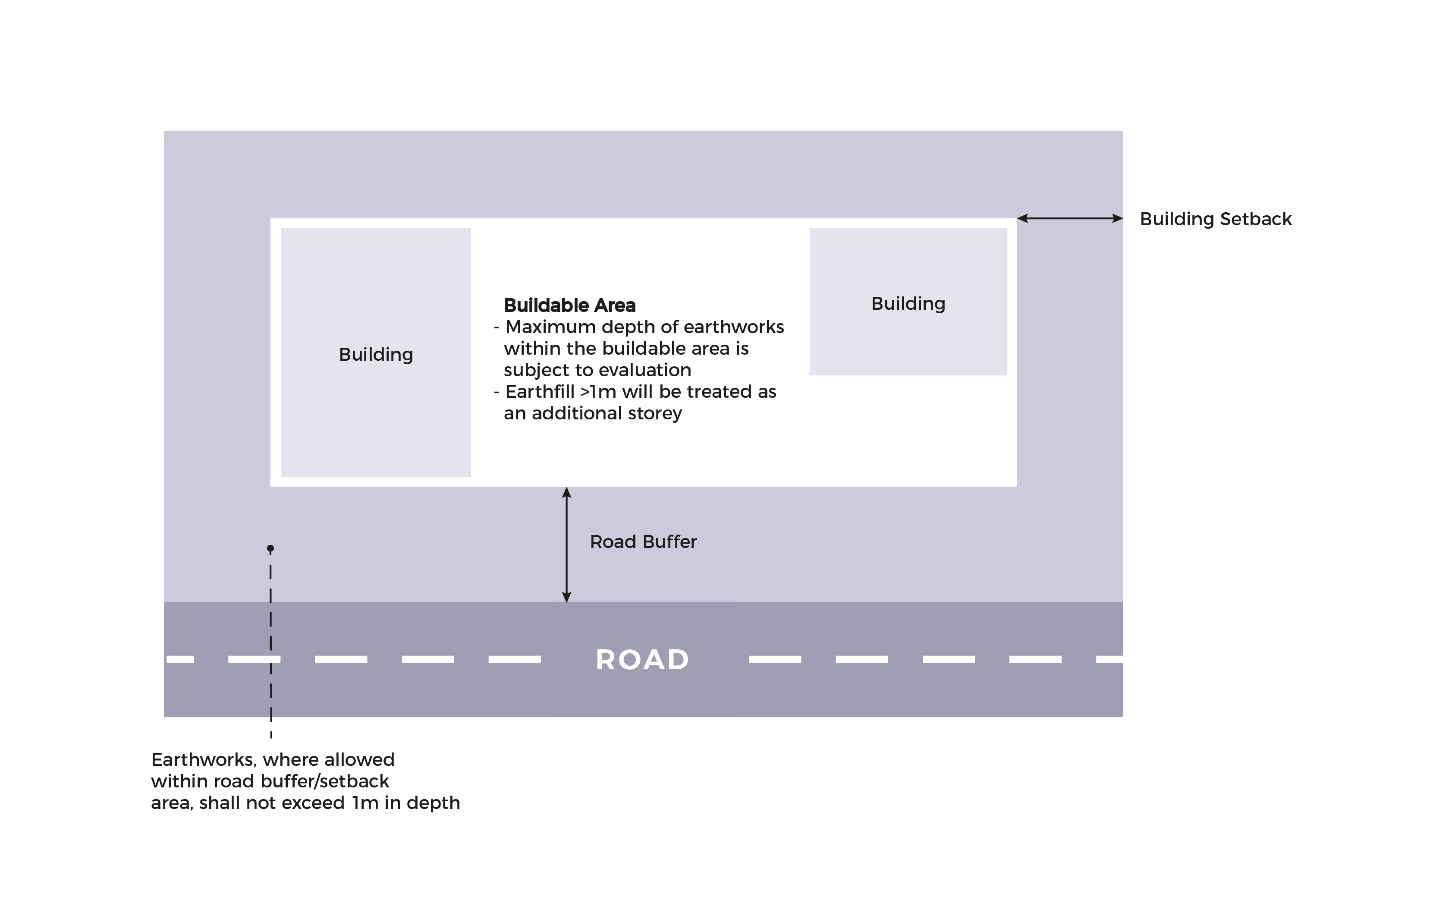 Building Setback
Building
Building
Buildable Area
- Maximum depth of earthworks
within the buildable area is
subject to evaluation
- Earthfill >1m will be treated as
an additional storey
Road Buffer
ROAD
Earthworks, where allowed
within road buffer/setback
area, shall not exceed 1m in depth